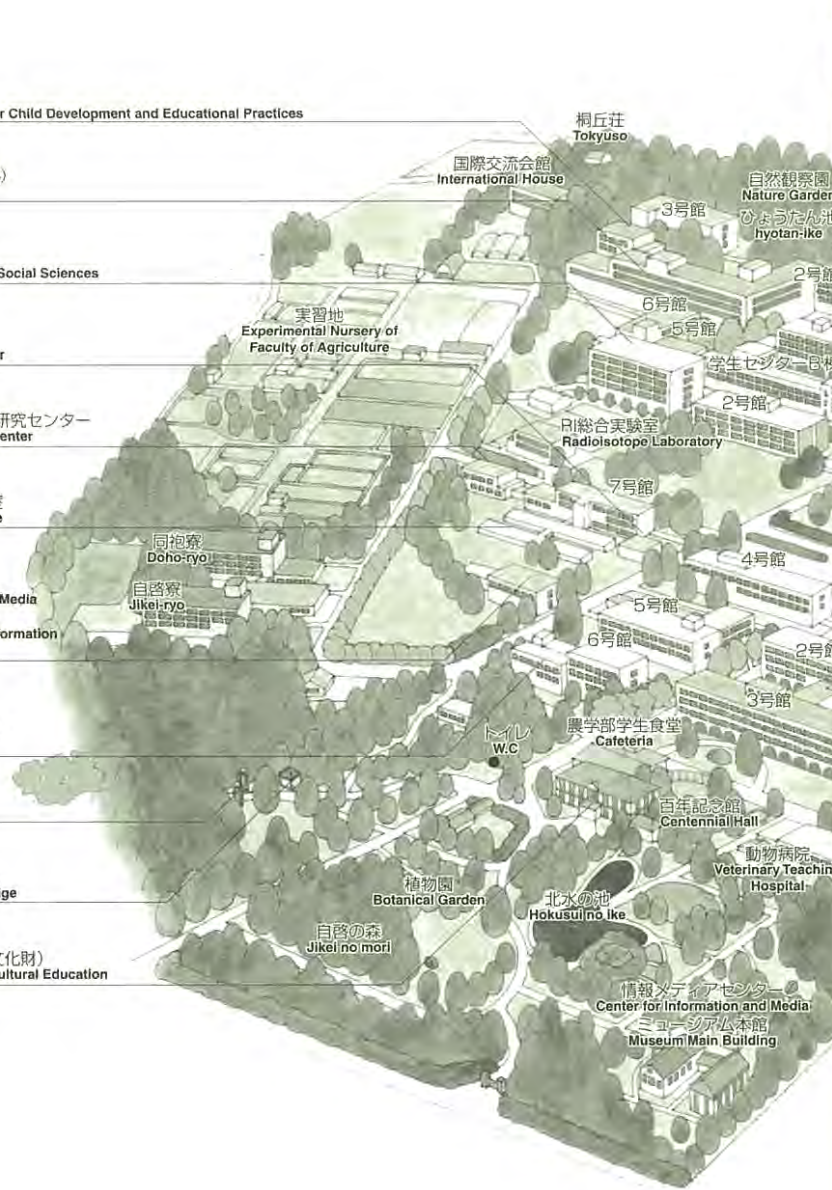 r Child Development and Educational Practices
桐丘荘
Tokyuso
国際交流会館
International House
自然観察園
Nature Garden
3号館
ひょうたん池
hyotan-ike
Social Sciences
2号館
6号館
実習地
Experimental Nursery of
Faculty of Agriculture
5号館
r
学生センターB棟
2号館
研究センター
enter
RI総合実験室
Radioisotope Laboratory
7号館
e
同袍寮
Doho-ryo
4号館
自啓寮
Jikei-ryo
Media
5号館
ormation
6号館
2号館
3号館
トイレ
W.C
農学部学生食堂
Cafeteria
百年記念館
Centennial Hall
動物病院
Veterinary Teachin
Hospital
植物園
Botanical Garden
ige
北水の池
Hokusui no ike
自啓の森
Jikei no mori
文化財）
ultural Education
情報メディアセンター
Center for Information and Media
ミュージアム本館
Museum Main Building